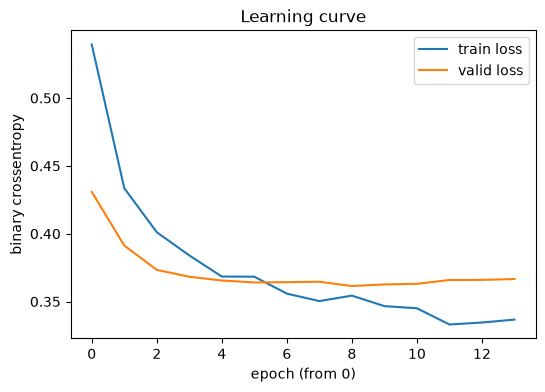 Learning curve
train loss
valid loss
binary crossentropy
0.50
0.45
0.40
0.35
0 2 4 6 8 10 12
epoch (from 0)